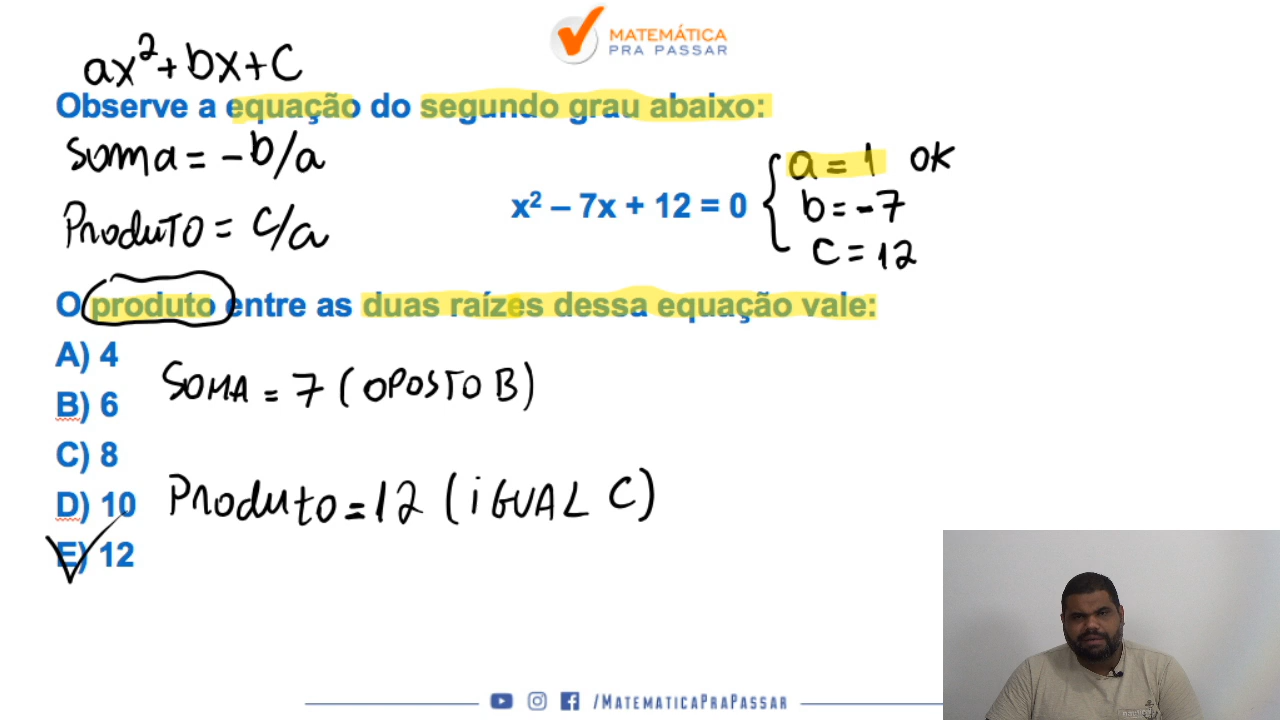 MATEMÁTICA
PRA PASSAR
ax²+bx+c
Observe a equação do segundo grau abaixo:
Soma = -b/a
Produto = c/a
x² – 7x + 12 = 0
a = 1 OK
b = -7
c = 12
O produto entre as duas raízes dessa equação vale:
A) 4
SOMA = 7 (OPOSTO B)
B) 6
C) 8
D) 10
Produto = 12 (iGUAL C)
E) 12
/MatematicaPraPassar